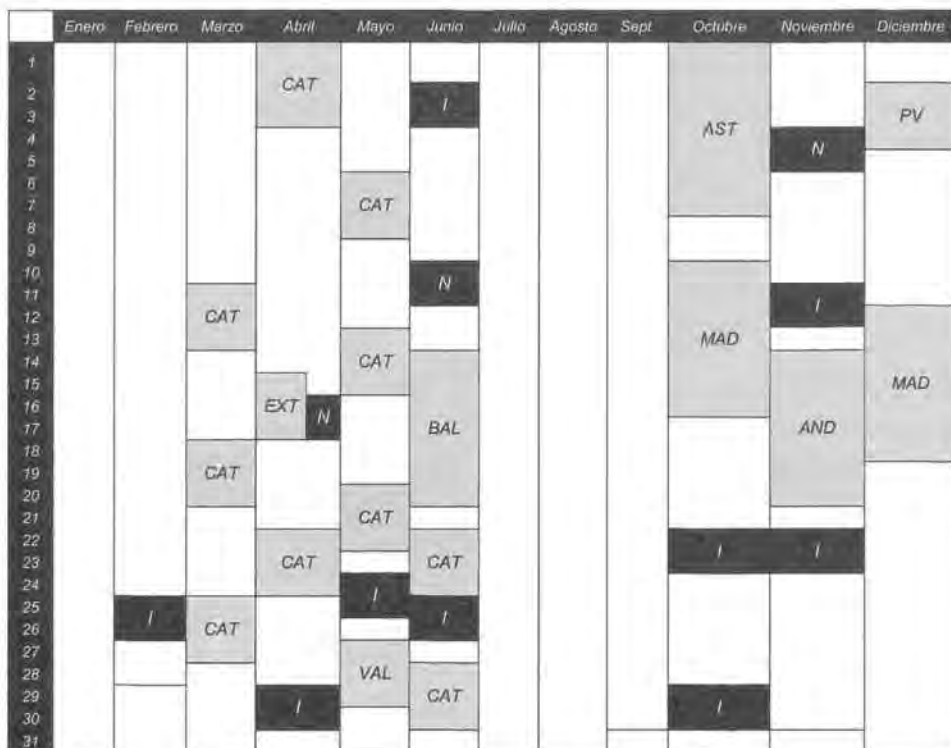 Enero Febrero Marzo Abril Mayo Junio Julio Agosto Sept Octubre Noviembre Diciembre
1
CAT
2
I
PV
3
AST
4
N
5
6
7
CAT
8
9
10
N
11
I
12
CAT
13
MAD
14
CAT
15
MAD
16
EXT
N
17
BAL
AND
18
19
CAT
20
21
CAT
22
I
I
23
CAT
CAT
24
I
25
I
I
26
CAT
27
28
VAL
29
I
CAT
I
30
31